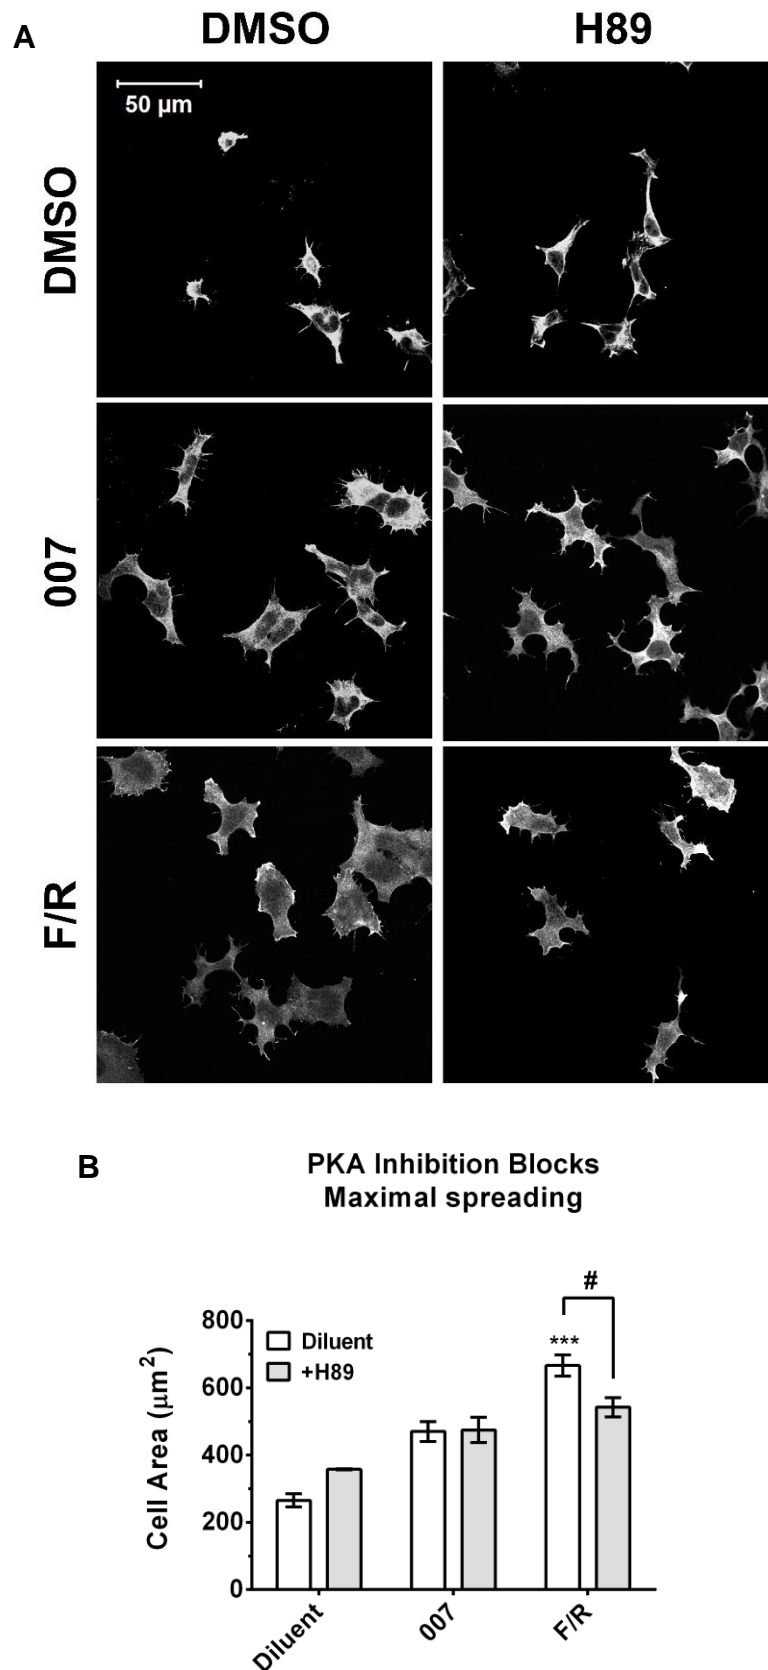 A
DMSO
H89
50 µm
DMSO
007
F/R
B
PKA Inhibition Blocks
Maximal spreading
#
***
800
600
400
200
0
Diluent
+H89
Cell Area (µm²)
Diluent
007
F/R